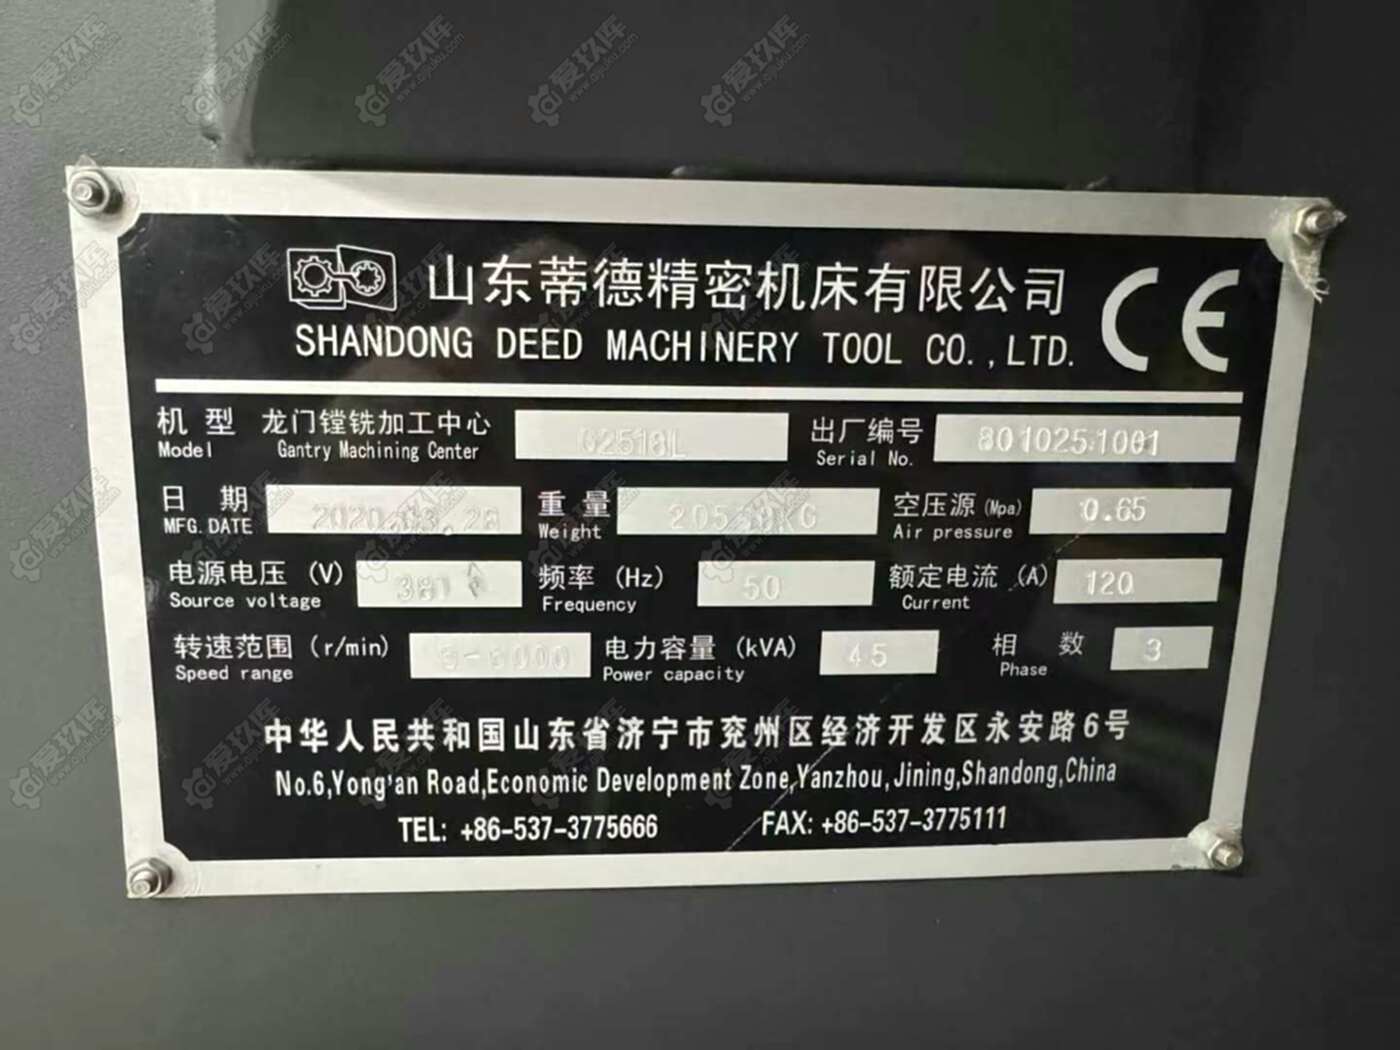 山东蒂德精密机床有限公司
SHANDONG DEED MACHINERY TOOL CO.,LTD.
CE
机型 龙门镗铣加工中心 出厂编号 8010251001
Model Gantry Machining Center Serial No.
日期 重量 空压源(Mpa) 0.65
MFG.DATE Weight Air pressure
电源电压 (V) 频率 (Hz) 50 额定电流 (A) 120
Source voltage Frequency Current
转速范围 (r/min) 电力容量 (kVA) 45 相数 3
Speed range Power capacity Phase
中华人民共和国山东省济宁市兖州区经济开发区永安路6号
No.6,Yong'an Road,Economic Development Zone,Yanzhou,Jining,Shandong,China
TEL: +86-537-3775666 FAX: +86-537-3775111
爱玖库
www.aijiuku.com